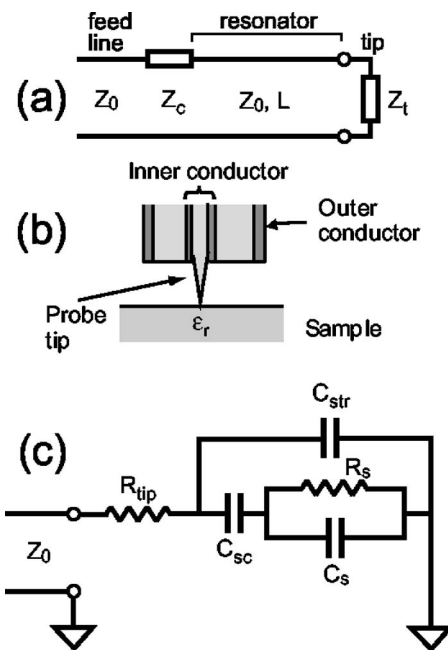 feed
line
resonator
tip
(a)
Z0
Zc
Z0, L
Zt
Inner conductor
(b)
Outer
conductor
Probe
tip
εr
Sample
Cstr
(c)
Rtip
Rs
Csc
Cs
Z0